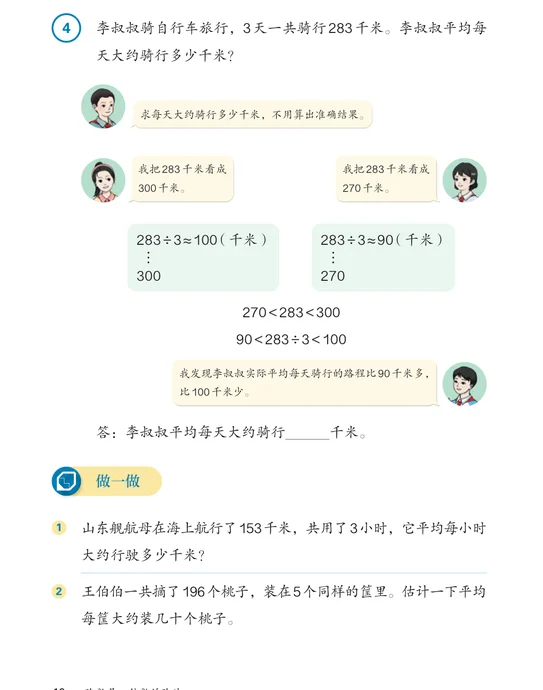 4 李叔叔骑自行车旅行，3天一共骑行283千米。李叔叔平均每
天大约骑行多少千米？
求每天大约骑行多少千米，不用算出准确结果。
我把283千米看成
300千米。
我把283千米看成
270千米。
283÷3≈100（千米）
⋮
300
283÷3≈90（千米）
⋮
270
270<283<300
90<283÷3<100
我发现李叔叔实际平均每天骑行的路程比90千米多，
比100千米少。
答：李叔叔平均每天大约骑行______千米。
做一做
1 山东舰航母在海上航行了153千米，共用了3小时，它平均每小时
大约行驶多少千米？
2 王伯伯一共摘了196个桃子，装在5个同样的筐里。估计一下平均
每筐大约装几十个桃子。